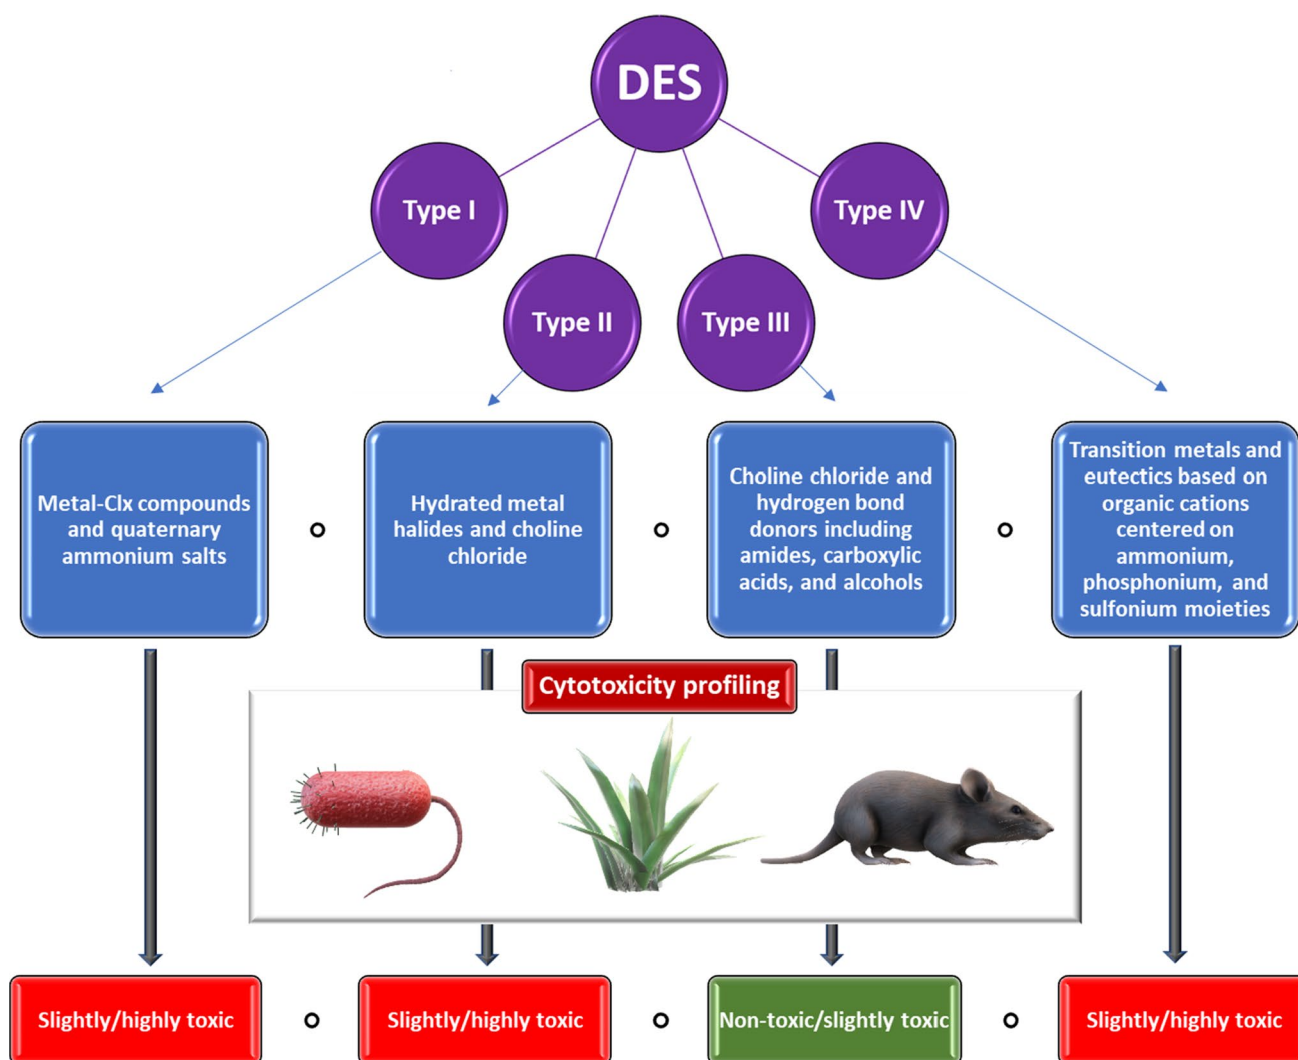 DES
Type I
Type IV
Type II
Type III
Metal-Clx compounds
and quaternary
ammonium salts
Hydrated metal
halides and choline
chloride
Choline chloride and
hydrogen bond
donors including
amides, carboxylic
acids, and alcohols
Transition metals and
eutectics based on
organic cations
centered on
ammonium,
phosphonium, and
sulfonium moieties
Cytotoxicity profiling
Slightly/highly toxic
Slightly/highly toxic
Non-toxic/slightly toxic
Slightly/highly toxic